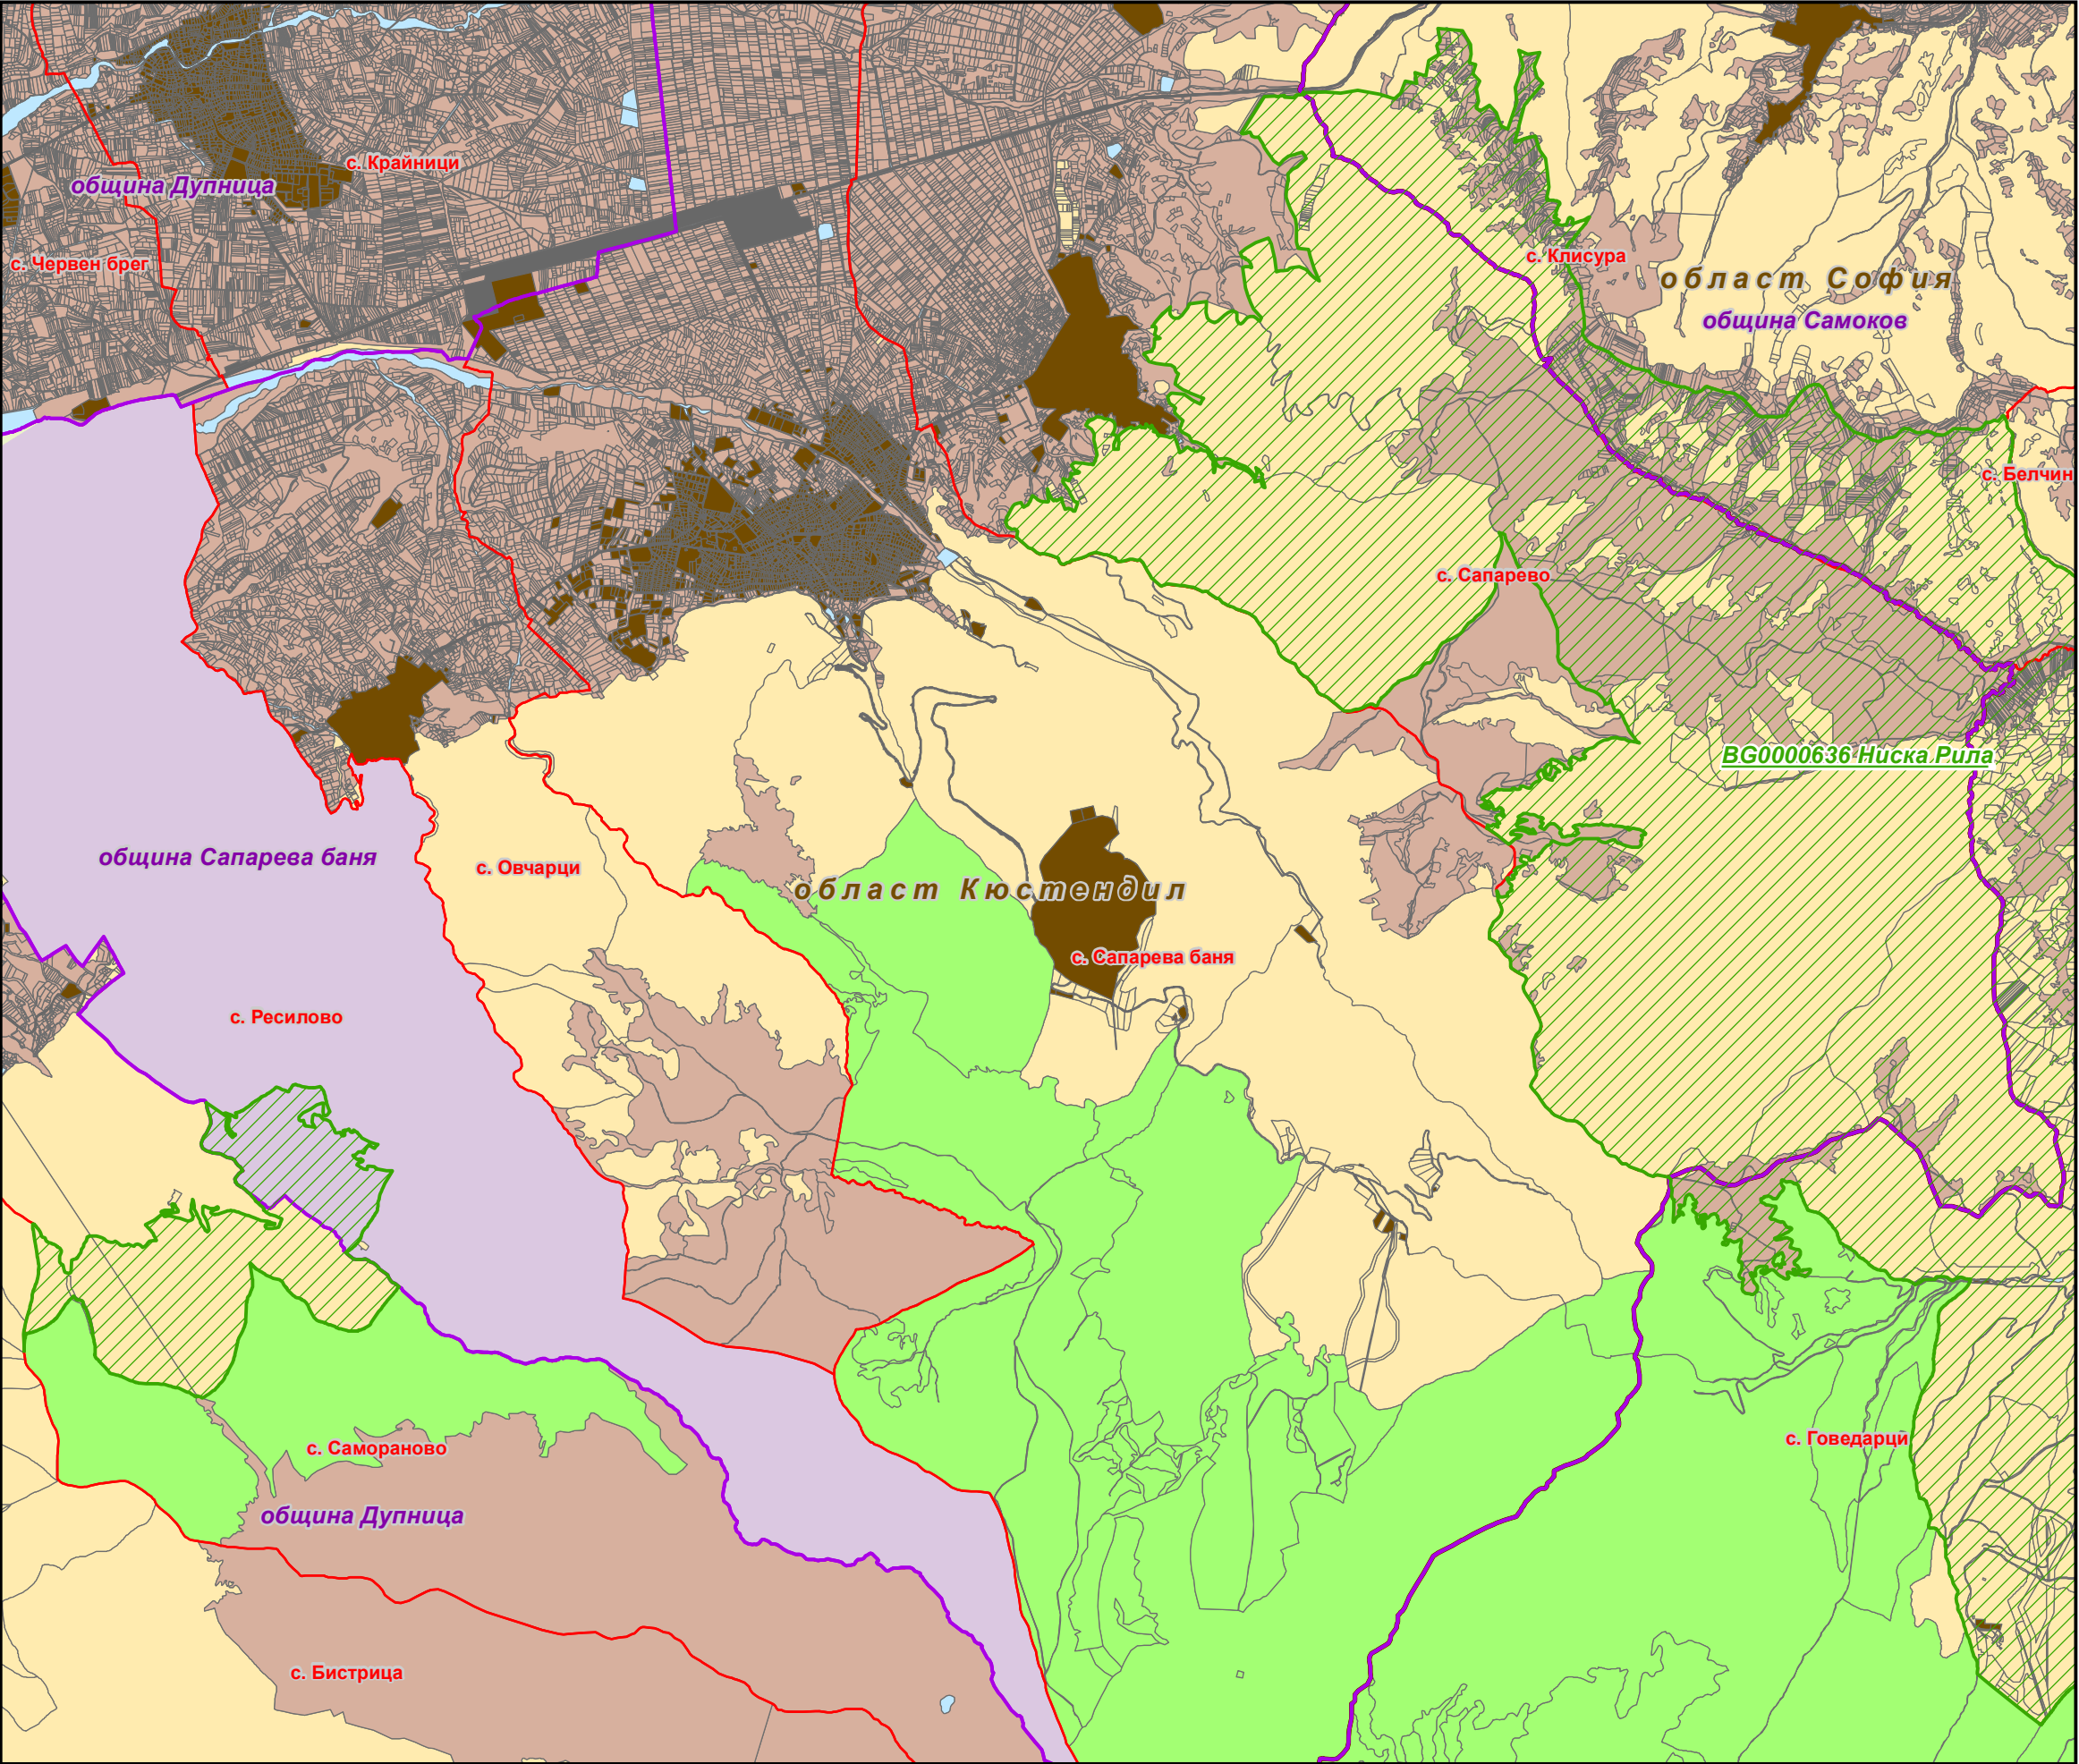 с. Крайници
община Дупница
с. Клисура
с. Червен брег
област София
община Самоков
с. Белчин
с. Сапарево
BG0000636 Ниска Рила
община Сапарева баня
с. Овчарци
област Кюстендил
с. Сапарева баня
с. Ресилово
с. Говедарци
с. Самораново
община Дупница
с. Бистрица